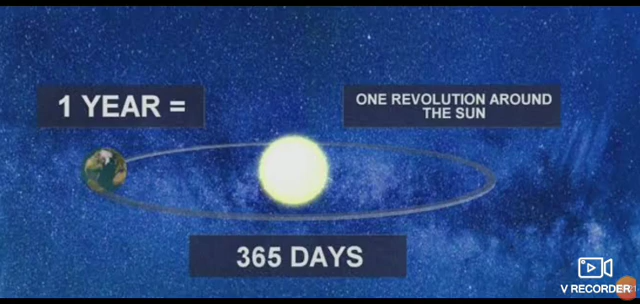 1 YEAR =
ONE REVOLUTION AROUND
THE SUN
365 DAYS
V RECORDER